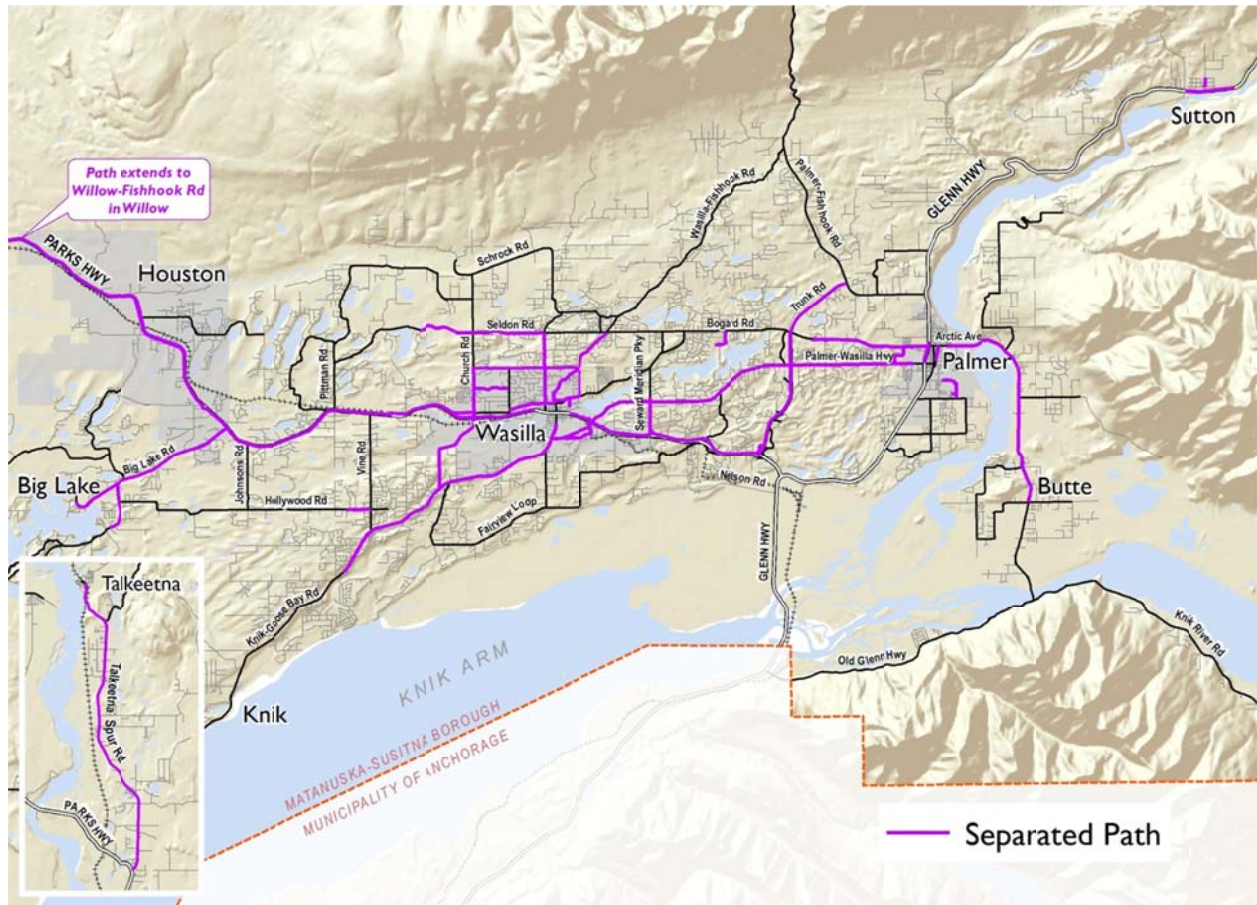 Sutton
GLENN HWY
Path extends to
Willow-Fishhook Rd
in Willow
PARKS HWY
Houston
Wasilla-Fishhook Rd
Palmer-Fishhook Rd
Schrock Rd
Trunk Rd
Seldon Rd
Bogard Rd
Pittman Rd
Church Rd
Seward Meridian Pky
Arctic Ave
Palmer-Wasilla Hwy
Palmer
Wasilla
Big Lake Rd
Johnsons Rd
Vine Rd
Big Lake
Hollywood Rd
Nelson Rd
Butte
Fairview Loop
GLENN HWY
Talkeetna
Knik-Goose Bay Rd
Knik River Rd
KNIK ARM
Old Glenn Hwy
Talkeetna Spur Rd
Knik
MATANUSKA-SUSITNA BOROUGH
MUNICIPALITY OF ANCHORAGE
PARKS HWY
Separated Path